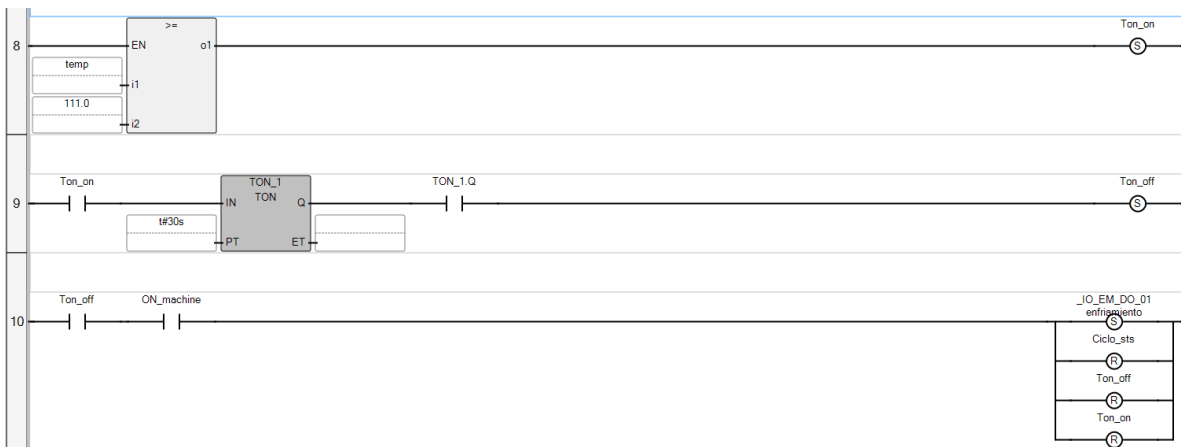 >=
Ton_on
8
EN
o1
S
temp
i1
111.0
i2
Ton_on
TON_1
TON
TON_1.Q
Ton_off
9
IN
Q
S
t#30s
PT
ET
Ton_off
ON_machine
_IO_EM_DO_01
enfriamiento
10
S
Ciclo_sts
R
Ton_off
R
Ton_on
R